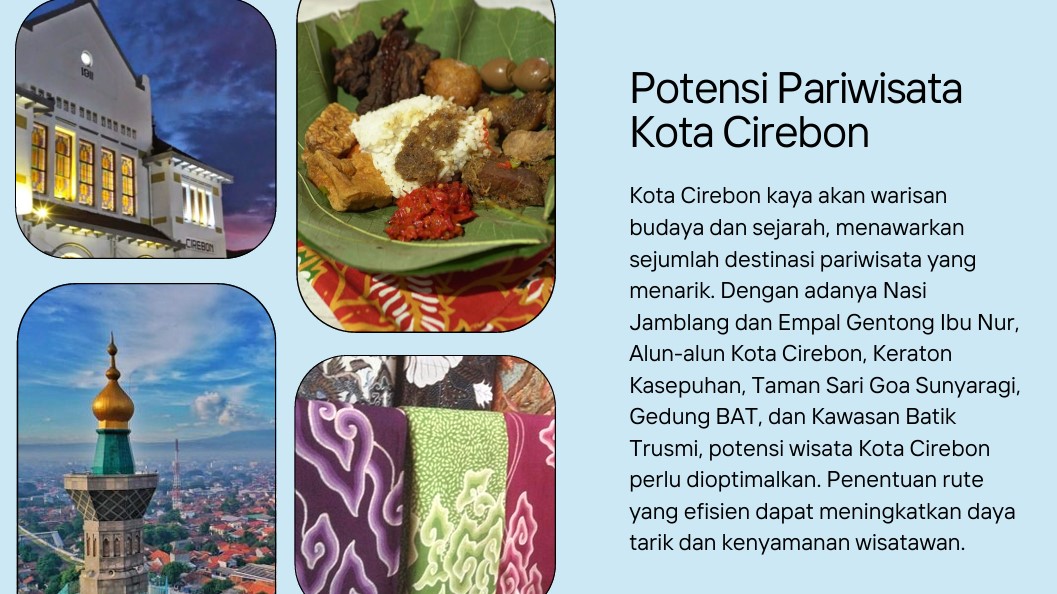 CIREBON
Potensi Pariwisata
Kota Cirebon
Kota Cirebon kaya akan warisan
budaya dan sejarah, menawarkan
sejumlah destinasi pariwisata yang
menarik. Dengan adanya Nasi
Jamblang dan Empal Gentong Ibu Nur,
Alun-alun Kota Cirebon, Keraton
Kasepuhan, Taman Sari Goa Sunyaragi,
Gedung BAT, dan Kawasan Batik
Trusmi, potensi wisata Kota Cirebon
perlu dioptimalkan. Penentuan rute
yang efisien dapat meningkatkan daya
tarik dan kenyamanan wisatawan.